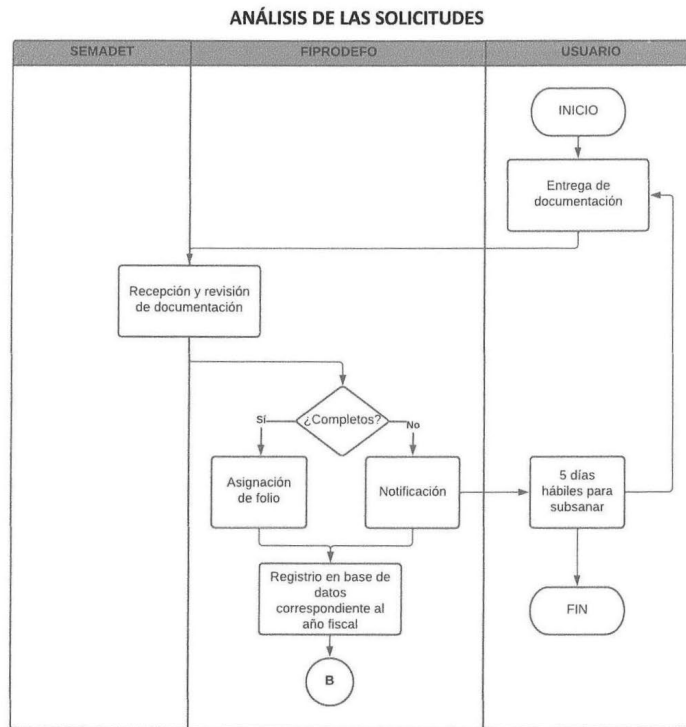 ANÁLISIS DE LAS SOLICITUDES
SEMADET
FIPRODEFO
USUARIO
INICIO
Entrega de
documentación
Recepción y revisión
de documentación
¿Completos?
Sí
No
Asignación
de folio
Notificación
5 días
hábiles para
subsanar
Registrio en base de
datos
correspondiente al
año fiscal
FIN
B